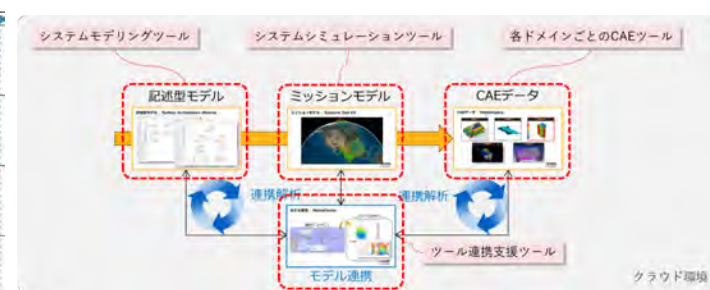 システムモデリングツール
システムシミュレーションツール
各ドメインごとのCAEツール
記述型モデル
ミッションモデル
CAEデータ
連携解析
連携解析
ツール連携支援ツール
モデル連携
クラウド環境